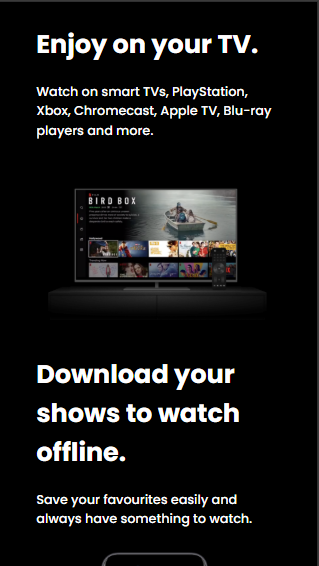 Enjoy on your TV.
Watch on smart TVs, PlayStation,
Xbox, Chromecast, Apple TV, Blu-ray
players and more.
BIRD BOX
Download your
shows to watch
offline.
Save your favourites easily and
always have something to watch.